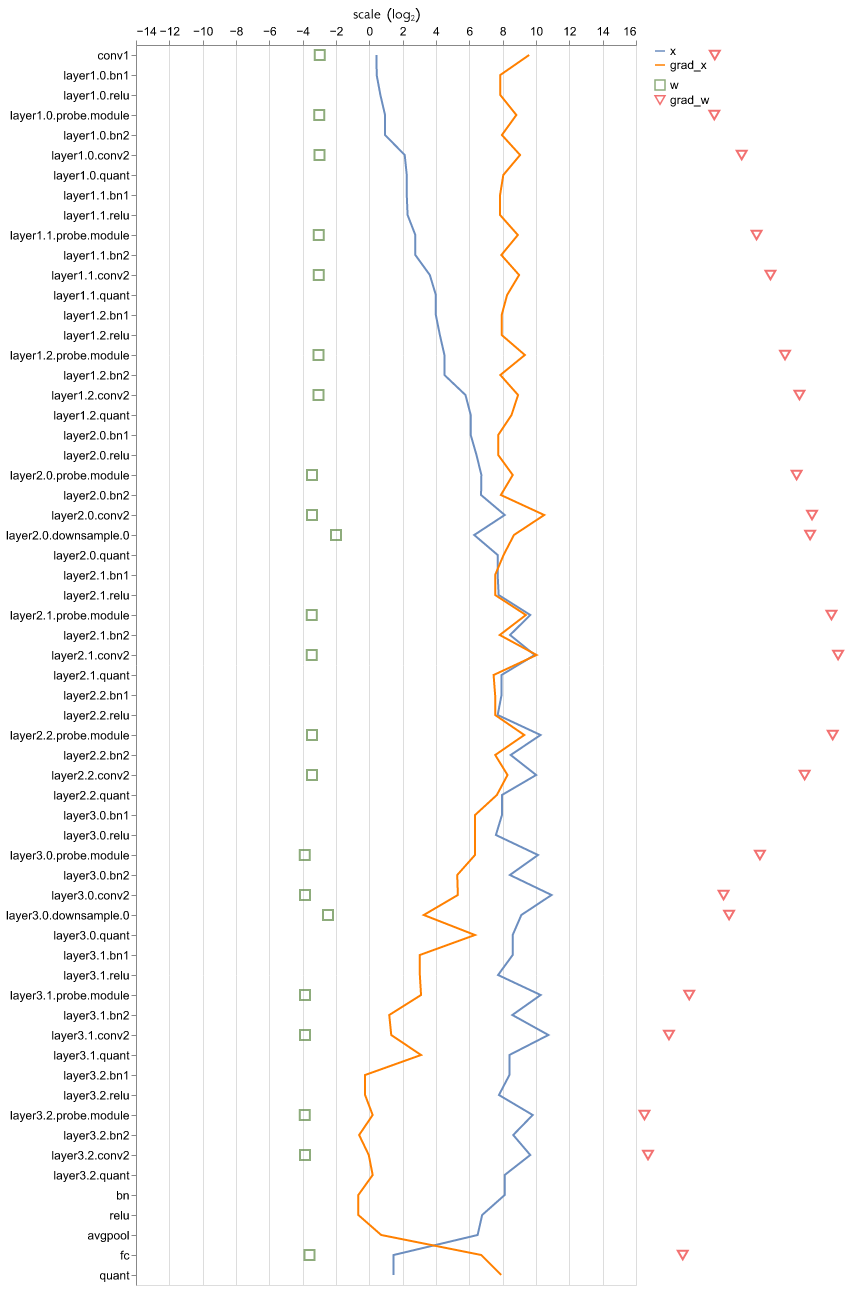 scale (log₂)
−14 −12 −10 −8 −6 −4 −2 0 2 4 6 8 10 12 14 16
x
grad_x
w
grad_w
conv1
layer1.0.bn1
layer1.0.relu
layer1.0.probe.module
layer1.0.bn2
layer1.0.conv2
layer1.0.quant
layer1.1.bn1
layer1.1.relu
layer1.1.probe.module
layer1.1.bn2
layer1.1.conv2
layer1.1.quant
layer1.2.bn1
layer1.2.relu
layer1.2.probe.module
layer1.2.bn2
layer1.2.conv2
layer1.2.quant
layer2.0.bn1
layer2.0.relu
layer2.0.probe.module
layer2.0.bn2
layer2.0.conv2
layer2.0.downsample.0
layer2.0.quant
layer2.1.bn1
layer2.1.relu
layer2.1.probe.module
layer2.1.bn2
layer2.1.conv2
layer2.1.quant
layer2.2.bn1
layer2.2.relu
layer2.2.probe.module
layer2.2.bn2
layer2.2.conv2
layer2.2.quant
layer3.0.bn1
layer3.0.relu
layer3.0.probe.module
layer3.0.bn2
layer3.0.conv2
layer3.0.downsample.0
layer3.0.quant
layer3.1.bn1
layer3.1.relu
layer3.1.probe.module
layer3.1.bn2
layer3.1.conv2
layer3.1.quant
layer3.2.bn1
layer3.2.relu
layer3.2.probe.module
layer3.2.bn2
layer3.2.conv2
layer3.2.quant
bn
relu
avgpool
fc
quant